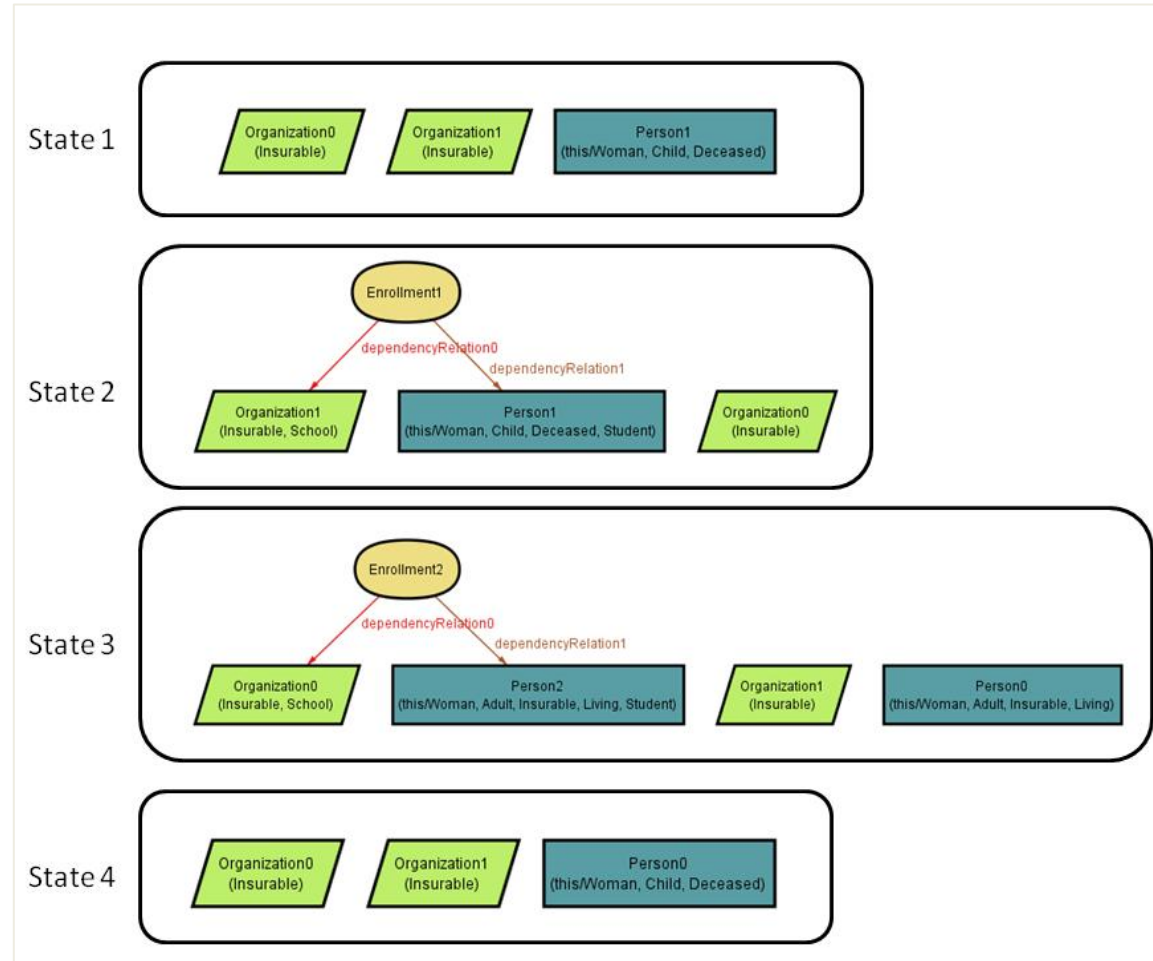 State 1
Organization0
(Insurable)
Organization1
(Insurable)
Person1
(this/Woman, Child, Deceased)
State 2
Enrollment1
dependencyRelation0
dependencyRelation1
Organization1
(Insurable, School)
Person1
(this/Woman, Child, Deceased, Student)
Organization0
(Insurable)
State 3
Enrollment2
dependencyRelation0
dependencyRelation1
Organization0
(Insurable, School)
Person2
(this/Woman, Adult, Insurable, Living, Student)
Organization1
(Insurable)
Person0
(this/Woman, Adult, Insurable, Living)
State 4
Organization0
(Insurable)
Organization1
(Insurable)
Person0
(this/Woman, Child, Deceased)